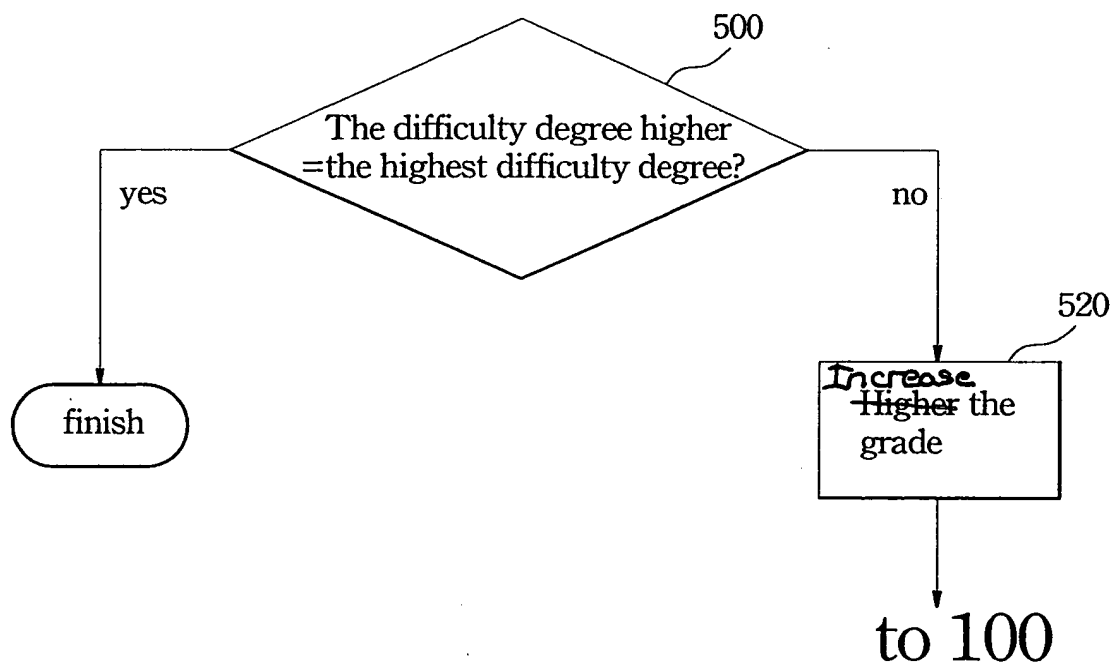 500
The difficulty degree higher
=the highest difficulty degree?
yes
no
520
Increase
Higher the
grade
finish
to 100